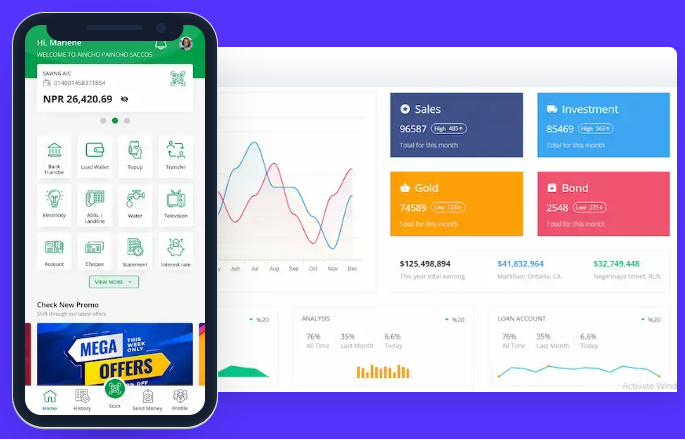 Hi, Marlene
WELCOME TO AINCHO PAINCHO SACCOS
SAVING A/C
014001458371854
NPR 26,420.69
Bank Transfer
Load Wallet
Topup
Transfer
Electricity
ADSL / Landline
Water
Television
Account
Cheque
Statement
Interest rate
VIEW MORE
Check New Promo
Shift through our latest offers
MEGA
THIS WEEK ONLY
OFFERS
% OFF
Home
History
Scan
Send Money
Profile
Jun Jul Aug Sep Oct Nov Dec
Sales
96587 High 485
Total for this month
Investment
85469 High 563
Total for this month
Gold
74589 Low
Total for this month
Bond
2548 Low 235
Total for this month
$125,498,894
This year total earning
$41,832,964
Markham Ontario, CA
$32,749,448
%20
ANALYSIS
%20
76% 35% 6.6%
All Time Last Month Today
LOAN ACCOUNT
%20
76% 35% 6.6%
All Time Last Month Today
Activate Wind